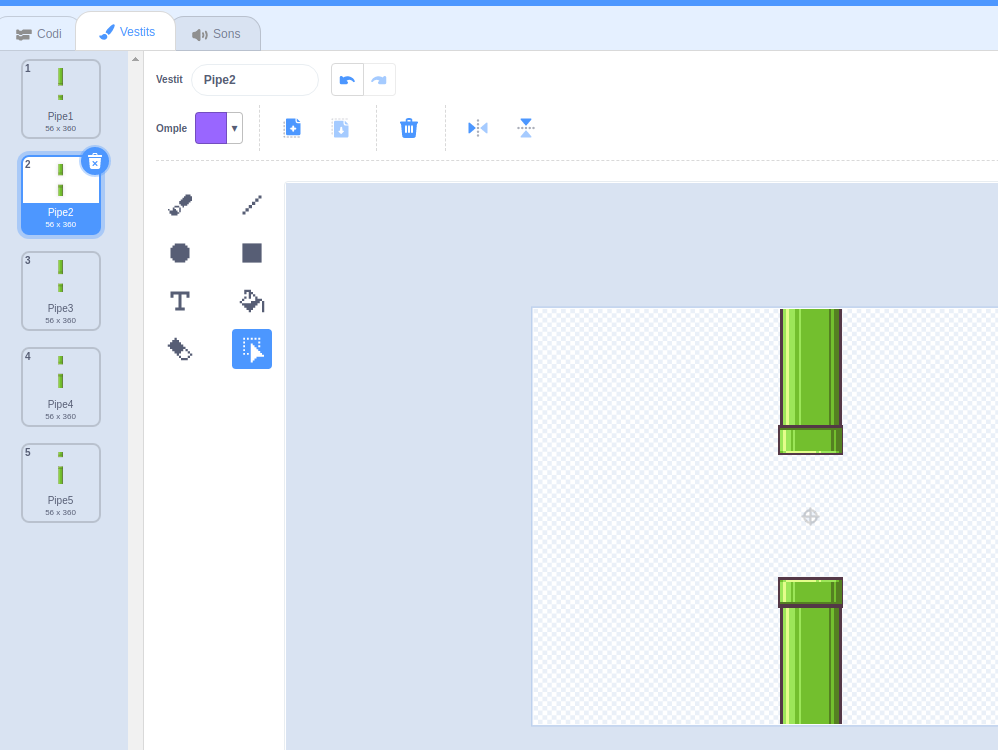 Codi
Vestits
Sons
1
Pipe1
56 x 360
2
Pipe2
56 x 360
3
Pipe3
56 x 360
4
Pipe4
56 x 360
5
Pipe5
56 x 360
Vestit
Pipe2
Omple
T